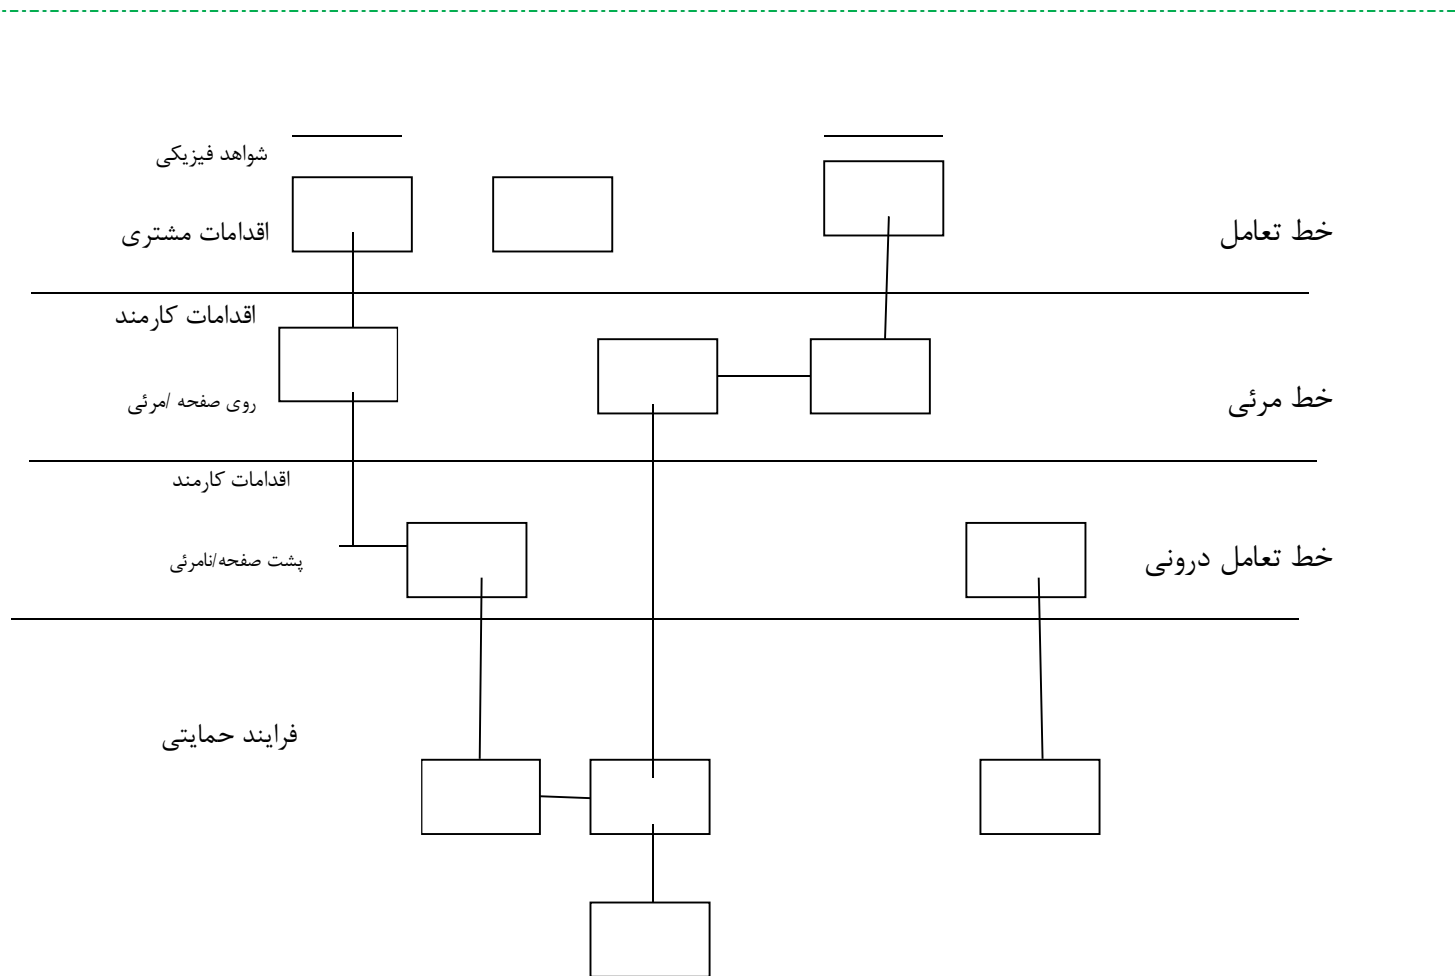 شواهد فیزیکی
خط تعامل
اقدامات مشتری
اقدامات کارمند
خط مرئی
روی صفحه /مرئی
اقدامات کارمند
خط تعامل درونی
پشت صفحه/نامرئی
فرایند حمایتی